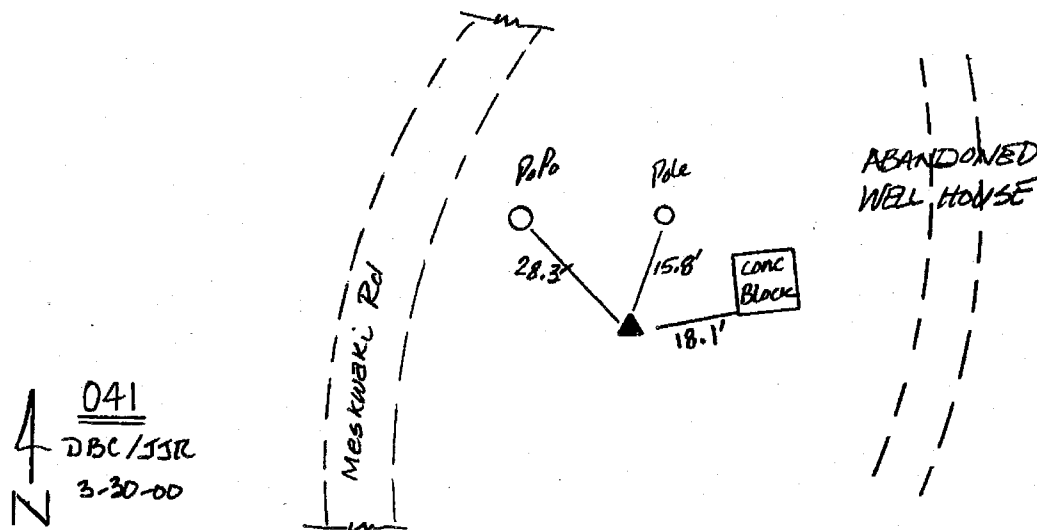 PoPo
Pole
ABANDONED
WELL HOUSE
28.3'
15.8'
Conc
Block
18.1'
Meskwaki Rd
041
DBC/JJR
3-30-00
N